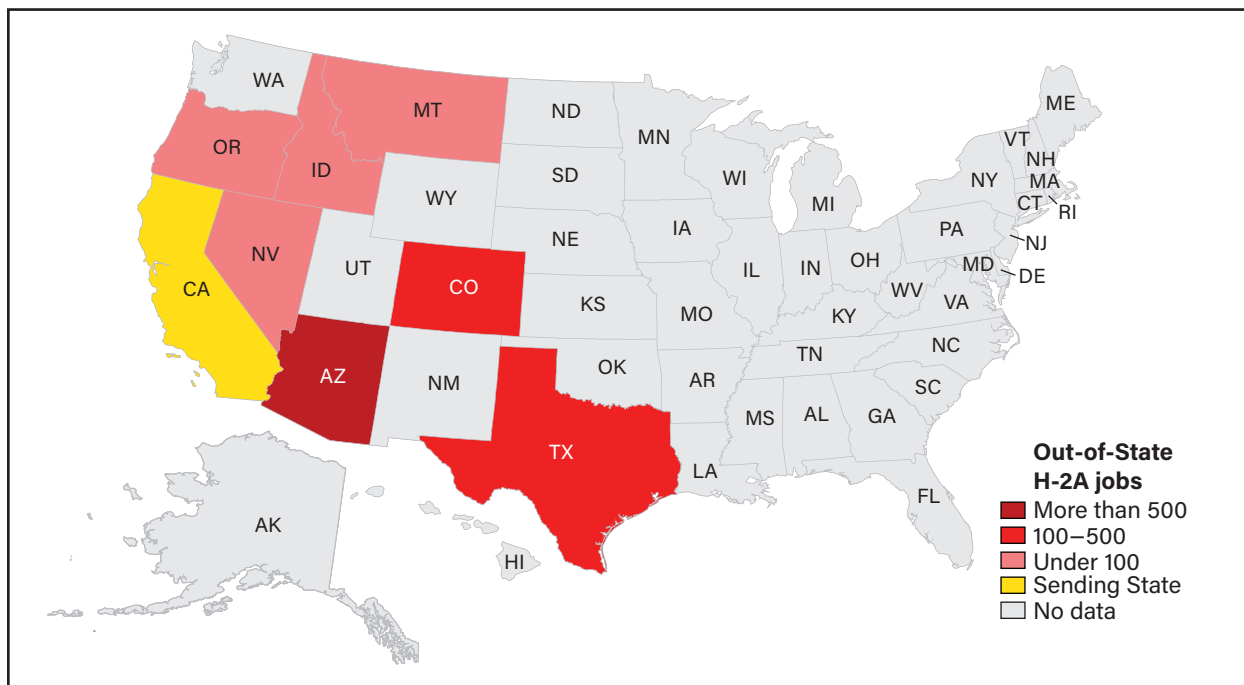 WA
MT
ND
MN
ME
VT
NH
OR
ID
SD
WI
NY
MA
WY
MI
CT
RI
IA
PA
NE
NJ
NV
UT
OH
IL
IN
MD
DE
CA
CO
WV
VA
KS
MO
KY
NC
TN
AZ
NM
OK
AR
SC
MS
AL
GA
TX
LA
FL
AK
HI
Out-of-State
H-2A jobs
More than 500
100–500
Under 100
Sending State
No data